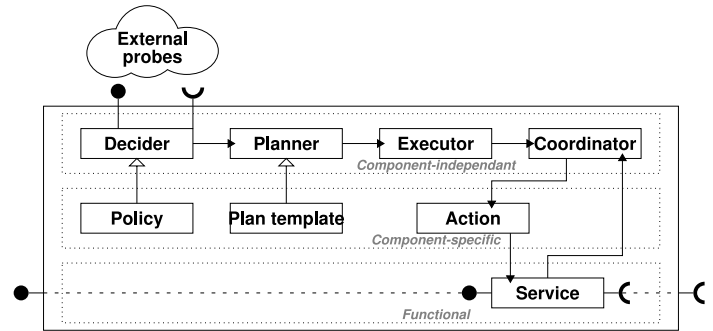 External
probes
Decider
Planner
Executor
Coordinator
Component-independant
Policy
Plan template
Action
Component-specific
Service
Functional